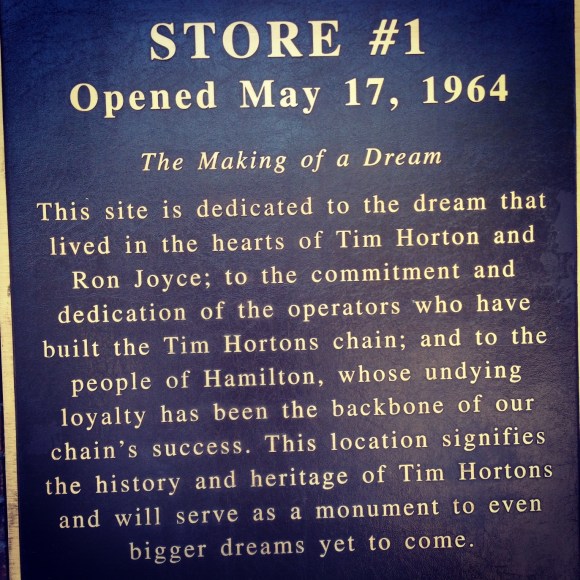 STORE #1
Opened May 17, 1964
The Making of a Dream
This site is dedicated to the dream that
lived in the hearts of Tim Horton and
Ron Joyce; to the commitment and
dedication of the operators who have
built the Tim Hortons chain; and to the
people of Hamilton, whose undying
loyalty has been the backbone of our
chain's success. This location signifies
the history and heritage of Tim Hortons
and will serve as a monument to even
bigger dreams yet to come.